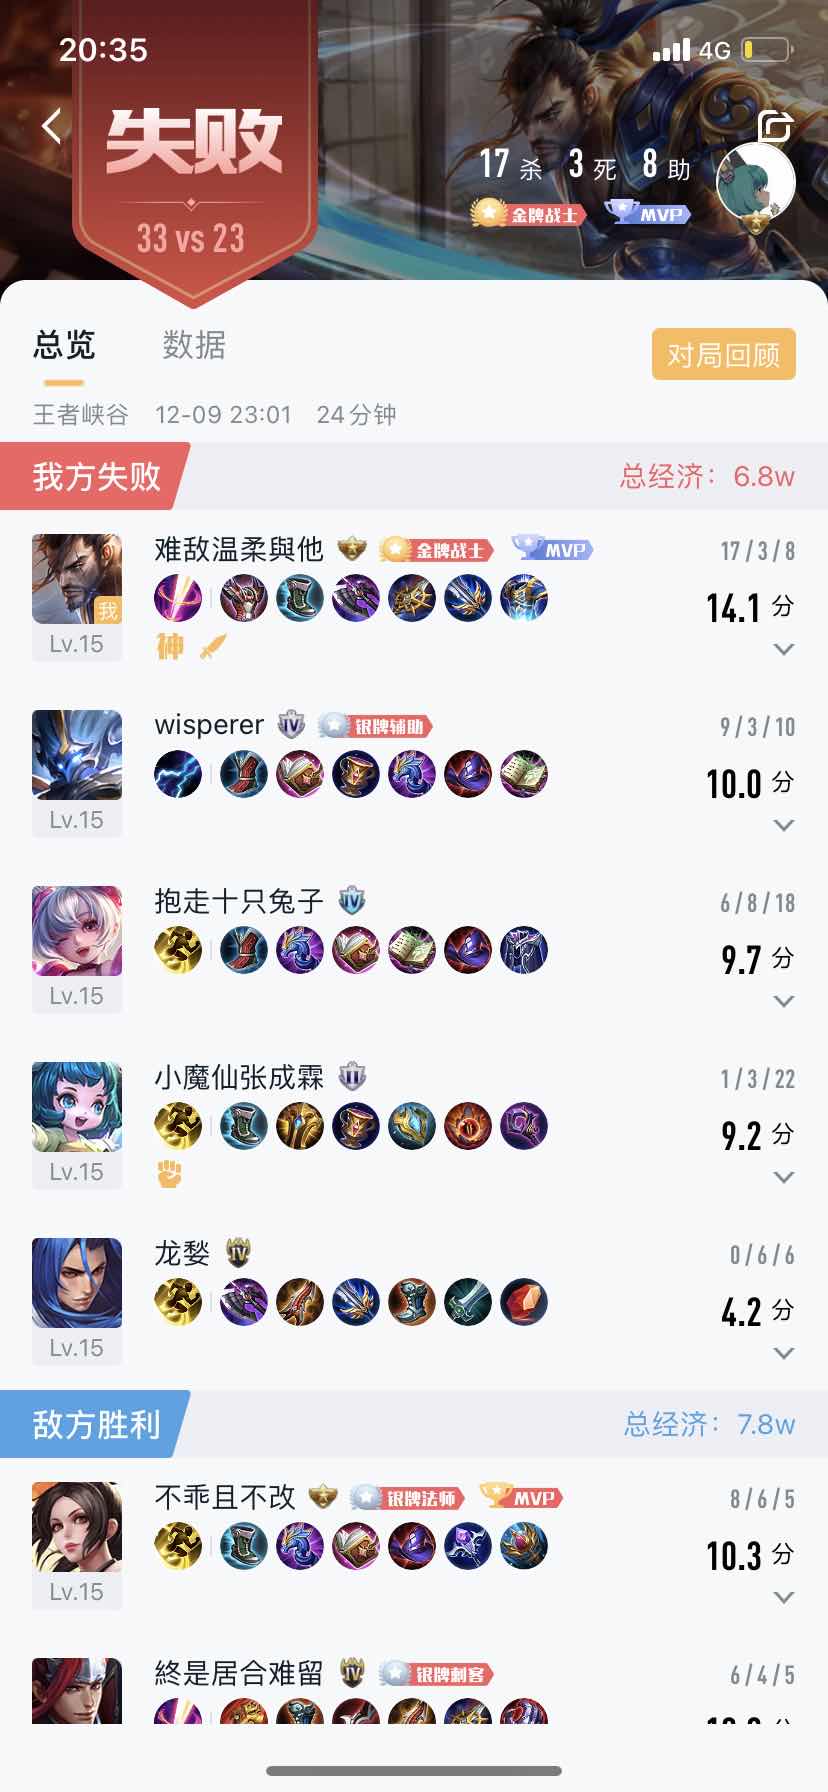 20:35
4G
失败
33 vs 23
17 杀 3 死 8 助
金牌战士 MVP
总览 数据
对局回顾
王者峡谷 12-09 23:01 24分钟
我方失败 总经济：6.8w
难敌温柔與他 金牌战士 MVP 17/3/8
我
14.1 分
Lv.15 神
wisperer IV 银牌辅助 9/3/10
10.0 分
Lv.15
抱走十只兔子 IV 6/8/18
9.7 分
Lv.15
小魔仙张成霖 II 1/3/22
9.2 分
Lv.15
龙婺 IV 0/6/6
4.2 分
Lv.15
敌方胜利 总经济：7.8w
不乖且不改 银牌法师 MVP 8/6/5
10.3 分
Lv.15
終是居合难留 IV 银牌刺客 6/4/5